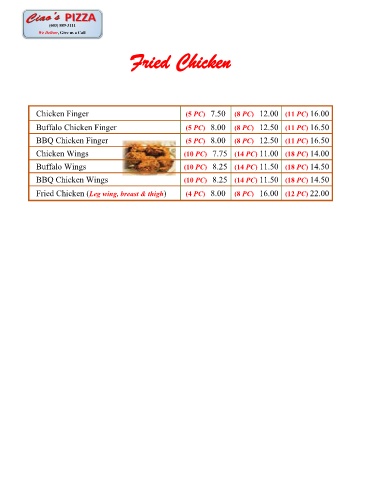 Ciao's PIZZA
(603) 889-3111
We Deliver, Give us a Call
Fried Chicken
Chicken Finger (5 PC) 7.50 (8 PC) 12.00 (11 PC) 16.00
Buffalo Chicken Finger (5 PC) 8.00 (8 PC) 12.50 (11 PC) 16.50
BBQ Chicken Finger (5 PC) 8.00 (8 PC) 12.50 (11 PC) 16.50
Chicken Wings (10 PC) 7.75 (14 PC) 11.00 (18 PC) 14.00
Buffalo Wings (10 PC) 8.25 (14 PC) 11.50 (18 PC) 14.50
BBQ Chicken Wings (10 PC) 8.25 (14 PC) 11.50 (18 PC) 14.50
Fried Chicken (Leg wing, breast & thigh) (4 PC) 8.00 (8 PC) 16.00 (12 PC) 22.00